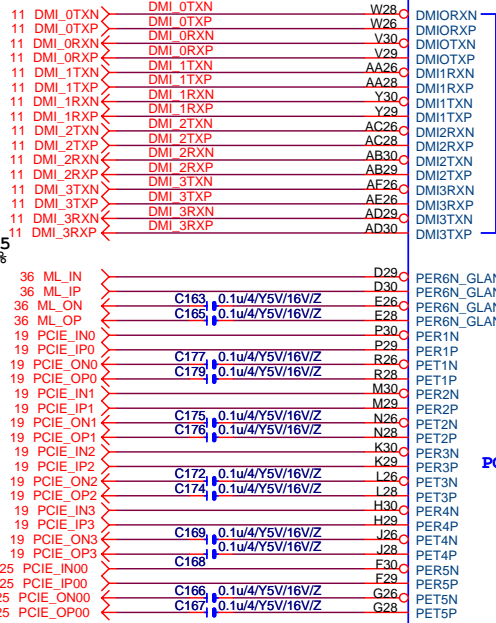 11 DMI_0TXN DMI_0TXN W28 DMI0RXN
11 DMI_0TXP DMI_0TXP W26 DMI0RXP
11 DMI_0RXN DMI_0RXN V30 DMI0TXN
11 DMI_0RXP DMI_0RXP V29 DMI0TXP
11 DMI_1TXN DMI_1TXN AA26 DMI1RXN
11 DMI_1TXP DMI_1TXP AA28 DMI1RXP
11 DMI_1RXN DMI_1RXN Y30 DMI1TXN
11 DMI_1RXP DMI_1RXP Y29 DMI1TXP
11 DMI_2TXN DMI_2TXN AC26 DMI2RXN
11 DMI_2TXP DMI_2TXP AC28 DMI2RXP
11 DMI_2RXN DMI_2RXN AB30 DMI2TXN
11 DMI_2RXP DMI_2RXP AB29 DMI2TXP
11 DMI_3TXN DMI_3TXN AF26 DMI3RXN
11 DMI_3TXP DMI_3TXP AE26 DMI3RXP
11 DMI_3RXN DMI_3RXN AD29 DMI3TXN
11 DMI_3RXP DMI_3RXP AD30 DMI3TXP
5
%
36 ML_IN D29 PER6N_GLAN
36 ML_IP D30 PER6N_GLAN
36 ML_ON C163 0.1u/4/Y5V/16V/Z E26 PER6N_GLAN
36 ML_OP C165 0.1u/4/Y5V/16V/Z E28 PER6N_GLAN
19 PCIE_IN0 P30 PER1N
19 PCIE_IP0 P29 PER1P
19 PCIE_ON0 C177 0.1u/4/Y5V/16V/Z R26 PET1N
19 PCIE_OP0 C179 0.1u/4/Y5V/16V/Z R28 PET1P
19 PCIE_IN1 M30 PER2N
19 PCIE_IP1 M29 PER2P
19 PCIE_ON1 C175 0.1u/4/Y5V/16V/Z N26 PET2N
19 PCIE_OP1 C176 0.1u/4/Y5V/16V/Z N28 PET2P
19 PCIE_IN2 K30 PER3N
19 PCIE_IP2 K29 PER3P
19 PCIE_ON2 C172 0.1u/4/Y5V/16V/Z L26 PET3N
19 PCIE_OP2 C174 0.1u/4/Y5V/16V/Z L28 PET3P
19 PCIE_IN3 H30 PER4N
19 PCIE_IP3 H29 PER4P
19 PCIE_ON3 C169 0.1u/4/Y5V/16V/Z J26 PET4N
19 PCIE_OP3 C168 0.1u/4/Y5V/16V/Z J28 PET4P
25 PCIE_IN00 F30 PER5N
25 PCIE_IP00 F29 PER5P
25 PCIE_ON00 C166 0.1u/4/Y5V/16V/Z G26 PET5N
25 PCIE_OP00 C167 0.1u/4/Y5V/16V/Z G28 PET5P